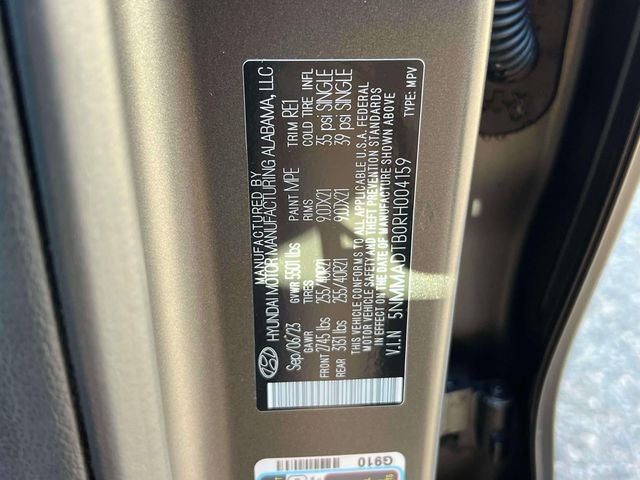 MANUFACTURED BY
HYUNDAI MOTOR MANUFACTURING ALABAMA, LLC
Sep/06/23 GVWR 5501 lbs PAINT MPE TRIM RE1
GAWR TIRES RIMS COLD TIRE INFL
FRONT 2745 lbs 255/40R21 9.0JX21 35 psi SINGLE
REAR 3131 lbs 255/40R21 9.0JX21 39 psi SINGLE
THIS VEHICLE CONFORMS TO ALL APPLICABLE U.S.A. FEDERAL
MOTOR VEHICLE SAFETY AND THEFT PREVENTION STANDARDS
IN EFFECT ON THE DATE OF MANUFACTURE SHOWN ABOVE
V.I.N 5NMMADTB0RH004159 TYPE: MPV
G910